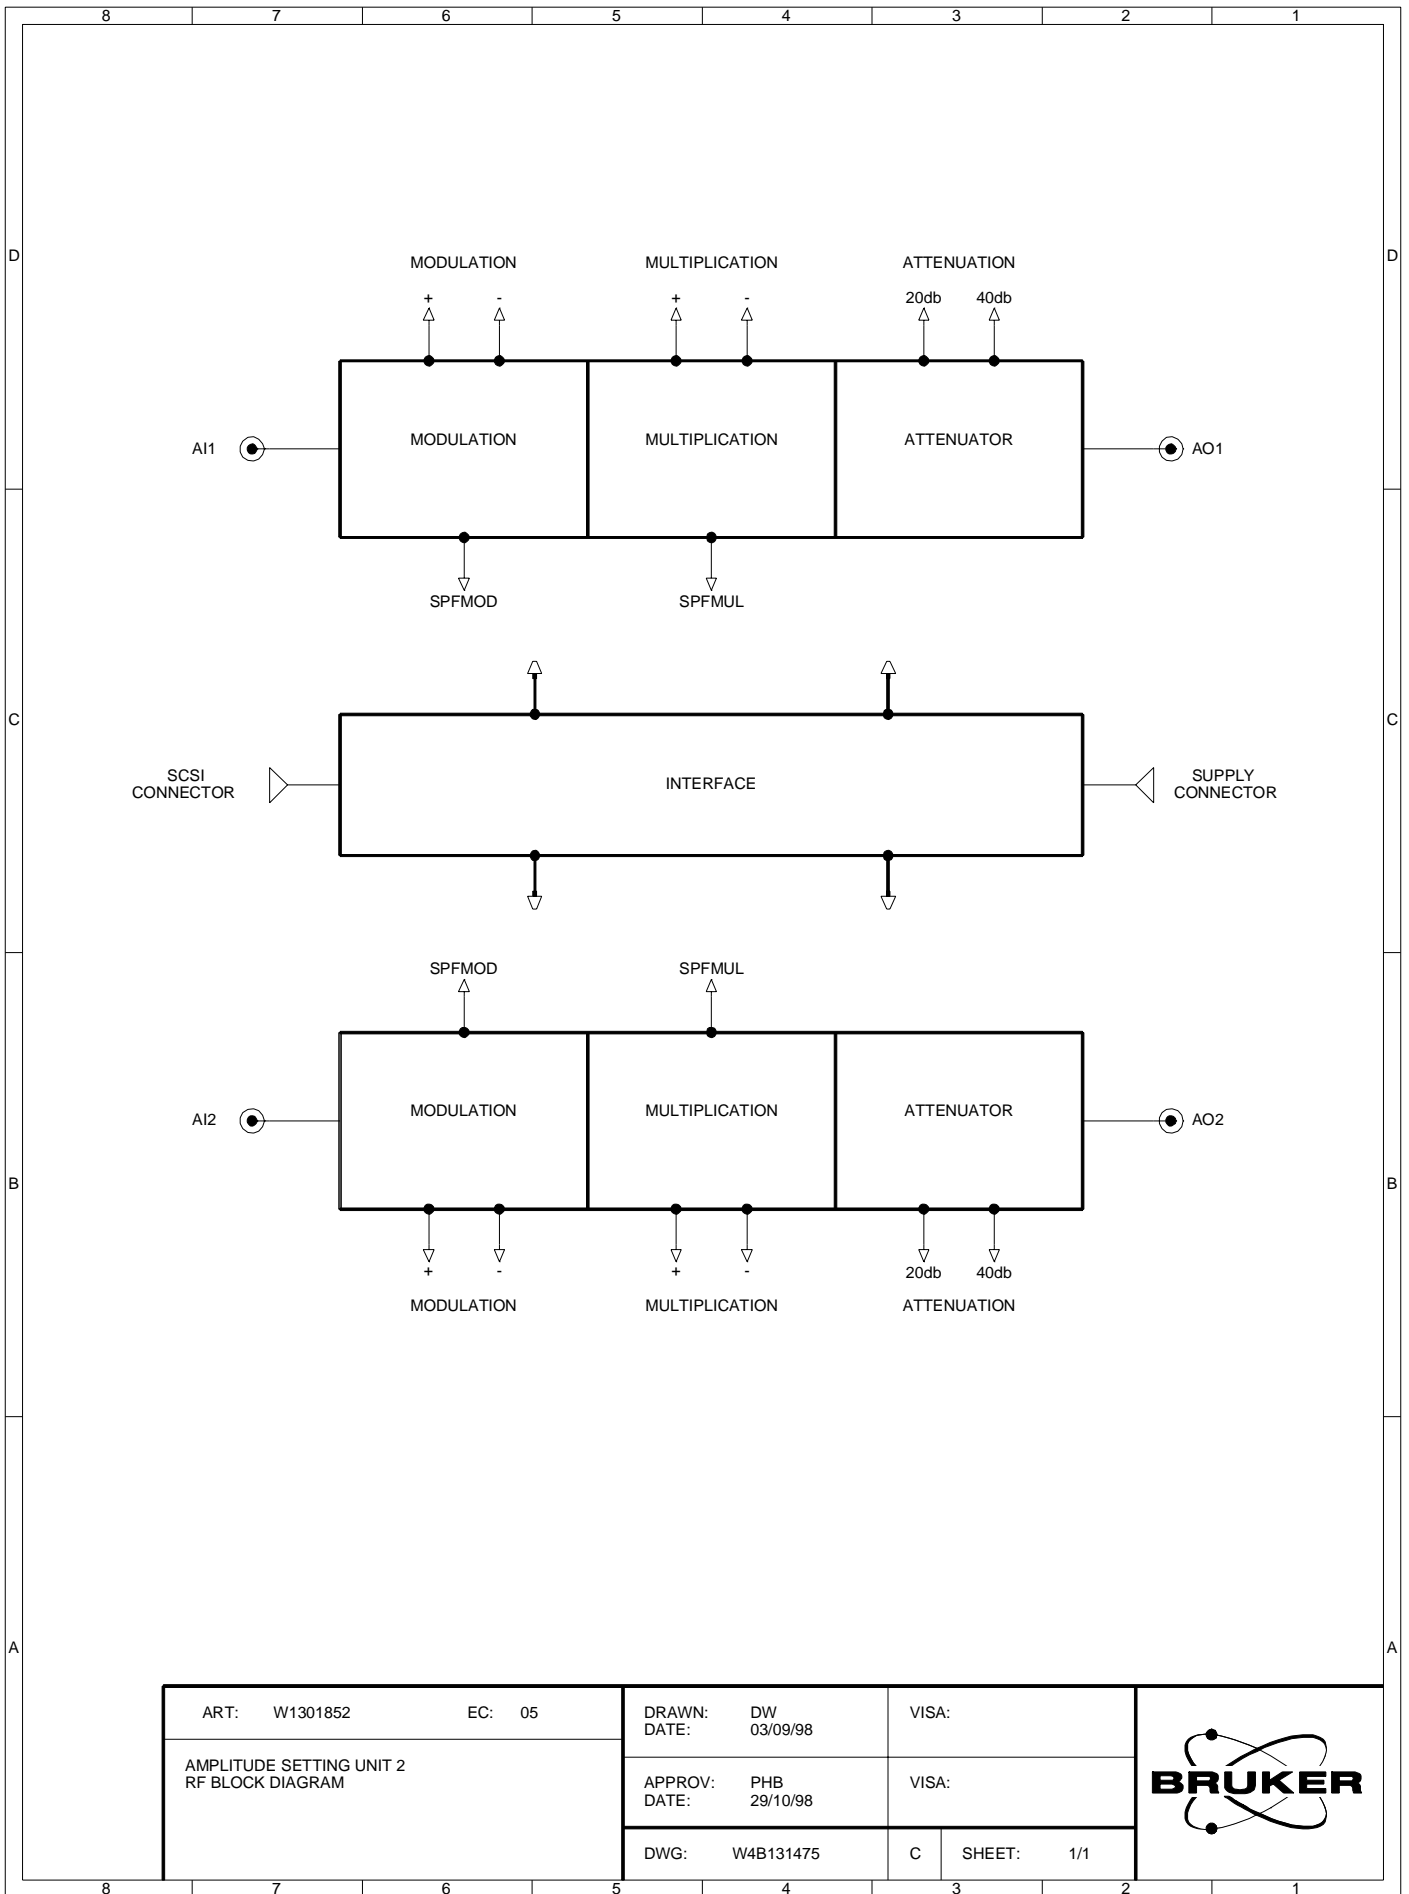 8 7 6 5 4 3 2 1
D D
MODULATION MULTIPLICATION ATTENUATION
+ - + - 20db 40db
AI1 MODULATION MULTIPLICATION ATTENUATOR AO1
SPFMOD SPFMUL
C C
SCSI
CONNECTOR
INTERFACE
SUPPLY
CONNECTOR
SPFMOD SPFMUL
AI2 MODULATION MULTIPLICATION ATTENUATOR AO2
B B
+ - + - 20db 40db
MODULATION MULTIPLICATION ATTENUATION
A A
ART: W1301852 EC: 05
AMPLITUDE SETTING UNIT 2
RF BLOCK DIAGRAM
DRAWN: DW
DATE: 03/09/98
VISA:
APPROV: PHB
DATE: 29/10/98
VISA:
DWG: W4B131475 C SHEET: 1/1
BRUKER
8 7 6 5 4 3 2 1